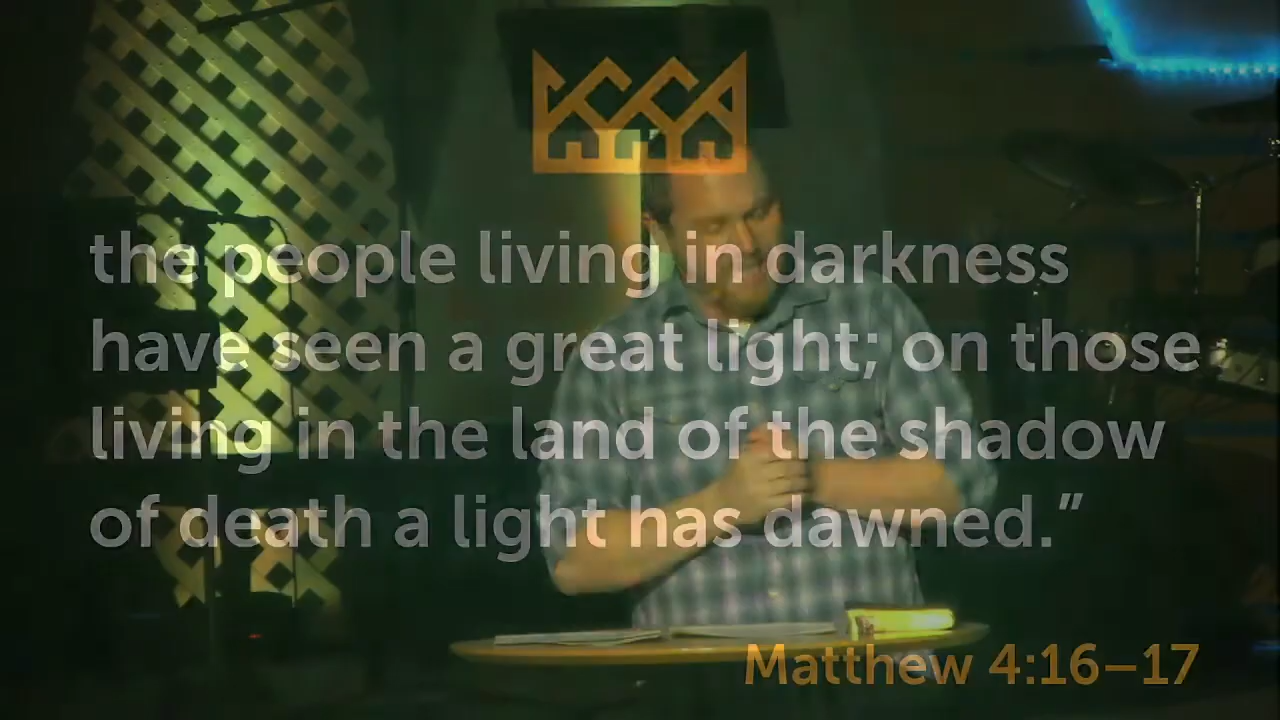 the people living in darkness
have seen a great light; on those
living in the land of the shadow
of death a light has dawned.”
Matthew 4:16–17